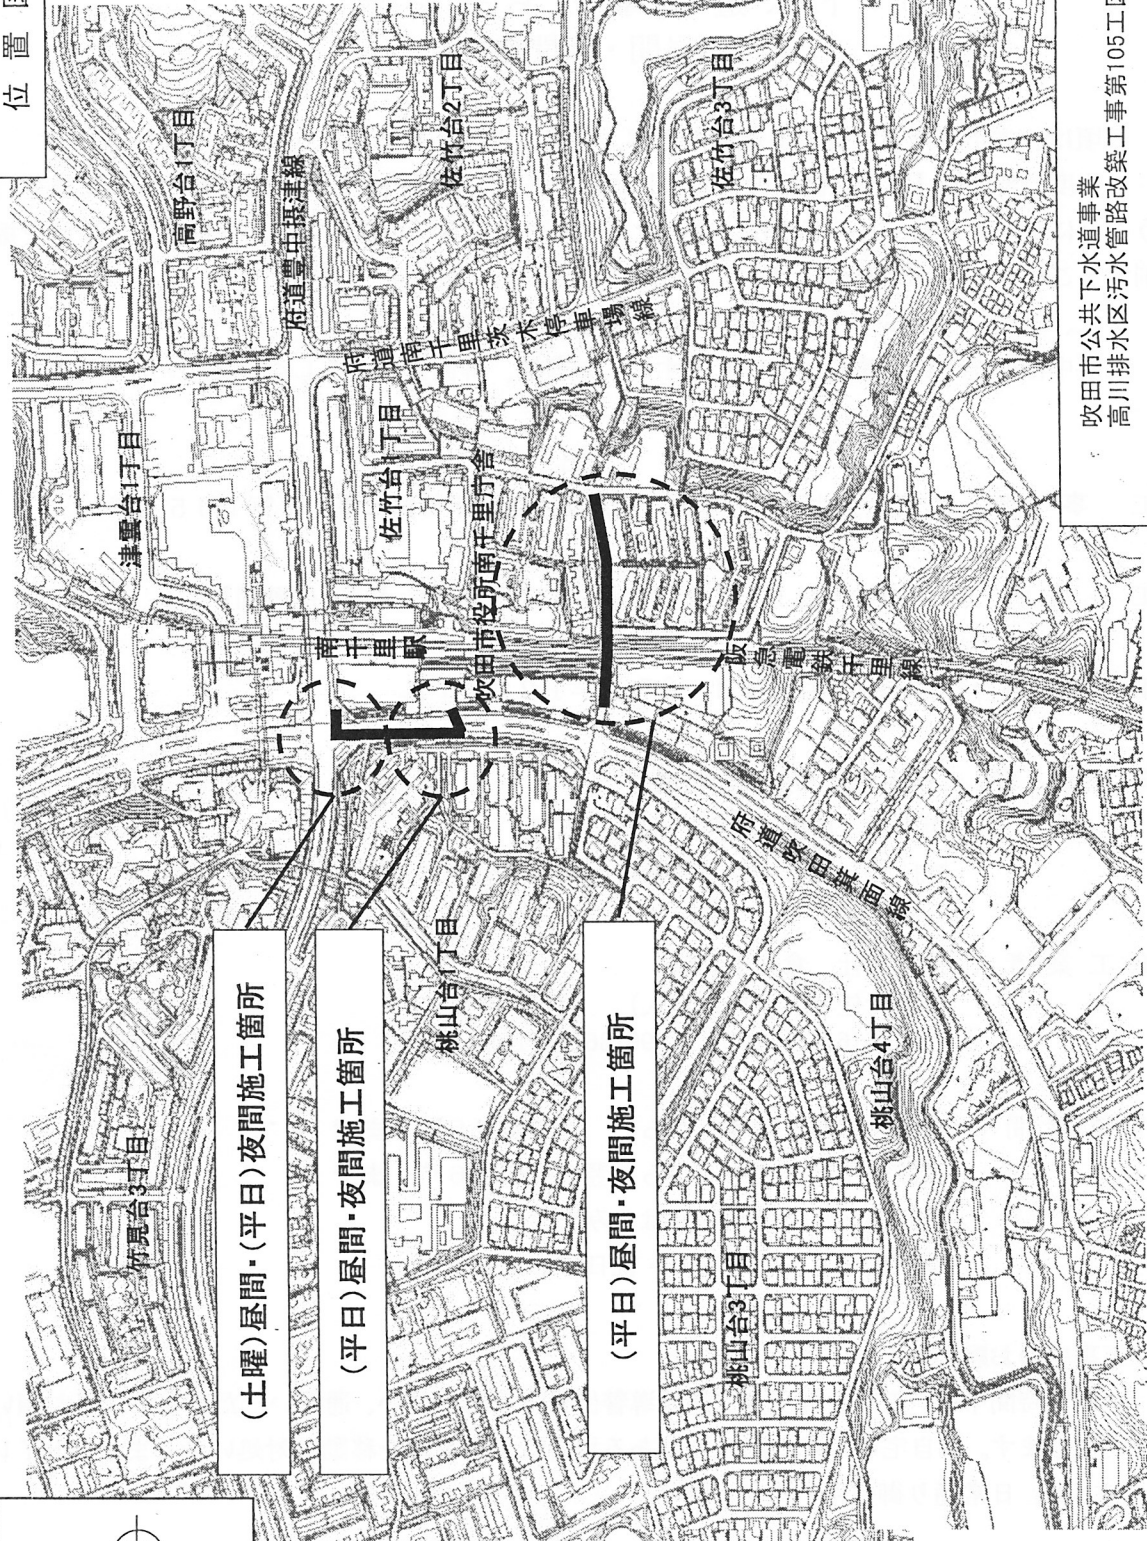 位置
高野台1丁目
府道豊中摂津線
佐竹台2丁目
佐竹台3丁目
府道南千里茨木停車場線
津雲台1丁目
佐竹台1丁目
吹田市役所南千里庁舎
南千里駅
阪急電鉄千里線
府道吹田箕面線
(土曜)昼間・(平日)夜間施工箇所
(平日)昼間・夜間施工箇所
(平日)昼間・夜間施工箇所
竹見台3丁目
桃山台1丁目
桃山台3丁目
桃山台4丁目
吹田市公共下水道事業
高川排水区汚水管路改築工事第105工